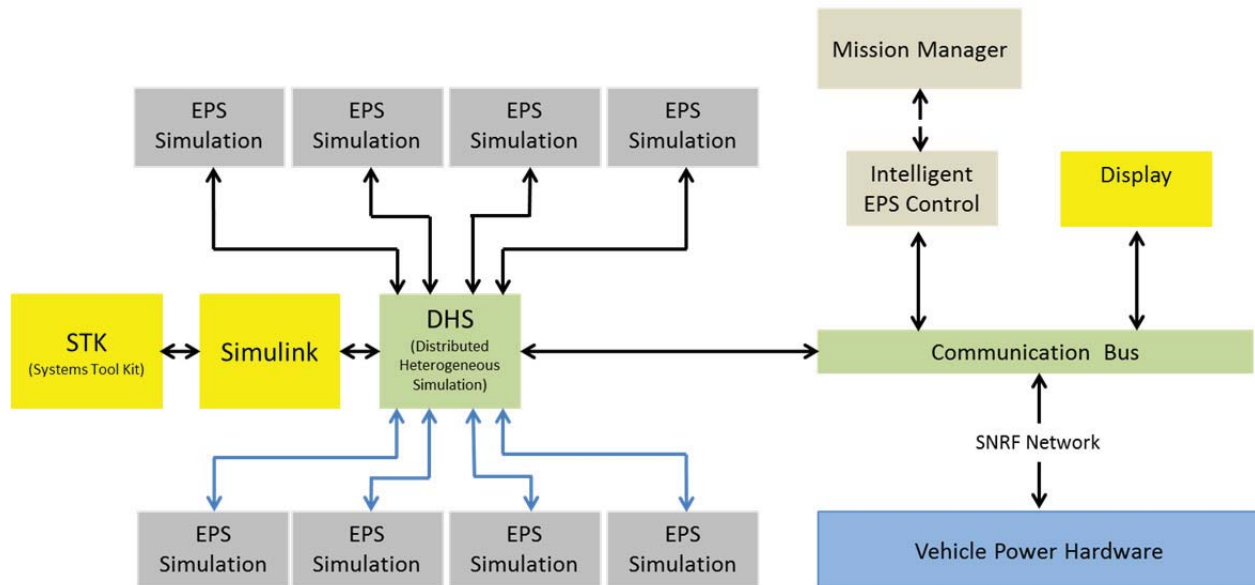 Mission Manager
EPS
Simulation
EPS
Simulation
EPS
Simulation
EPS
Simulation
Intelligent
EPS Control
Display
STK
(Systems Tool Kit)
Simulink
DHS
(Distributed
Heterogeneous
Simulation)
Communication Bus
SNRF Network
EPS
Simulation
EPS
Simulation
EPS
Simulation
EPS
Simulation
Vehicle Power Hardware